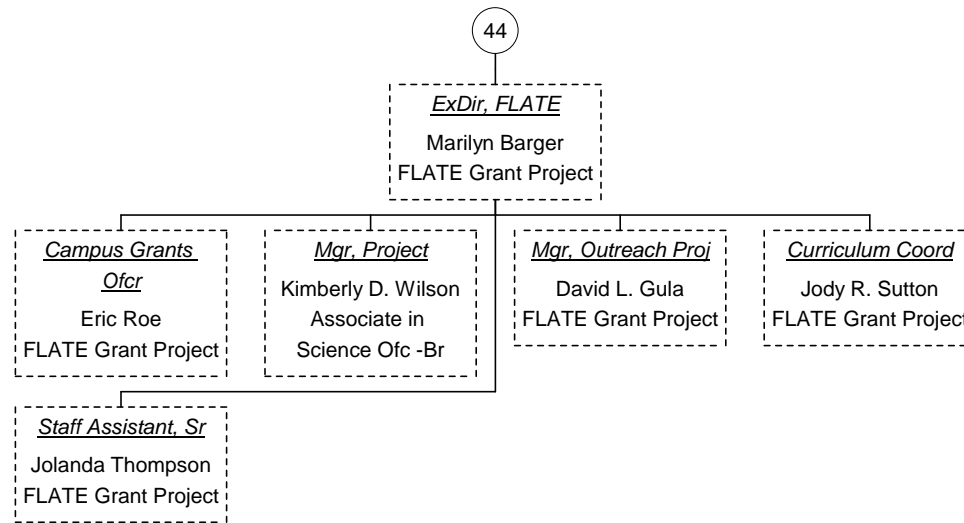 44
ExDir, FLATE
Marilyn Barger
FLATE Grant Project
Campus Grants
Ofcr
Eric Roe
FLATE Grant Project
Mgr, Project
Kimberly D. Wilson
Associate in
Science Ofc -Br
Mgr, Outreach Proj
David L. Gula
FLATE Grant Project
Curriculum Coord
Jody R. Sutton
FLATE Grant Project
Staff Assistant, Sr
Jolanda Thompson
FLATE Grant Project